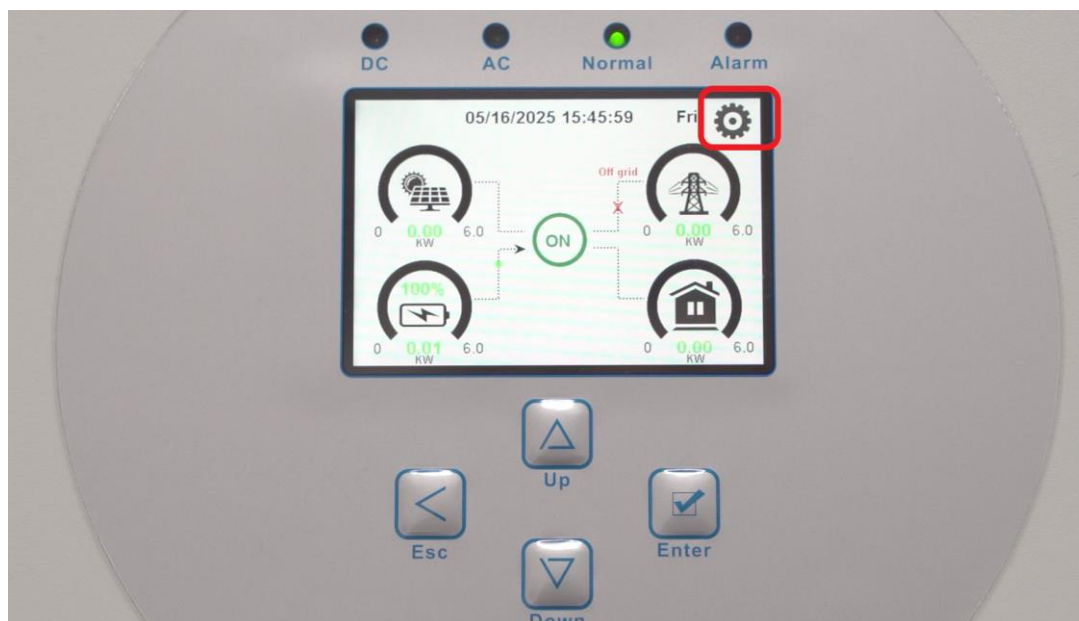 DC AC Normal Alarm
05/16/2025 15:45:59 Fri
Off grid
0 0.00 6.0
KW
ON
0 0.00 6.0
KW
100%
0 0.01 6.0
KW
0 0.00 6.0
KW
Up
Esc
Enter
Down